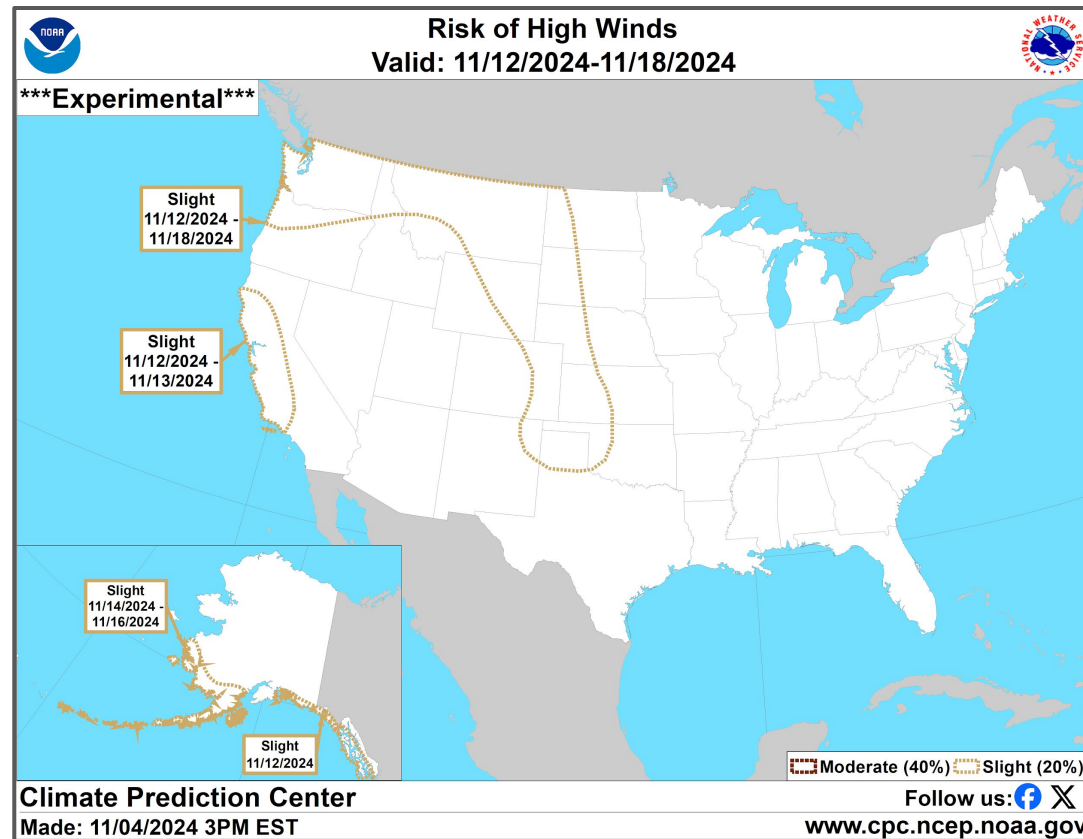 NOAA
Risk of High Winds
Valid: 11/12/2024-11/18/2024
NATIONAL WEATHER SERVICE
***Experimental***
Slight
11/12/2024 -
11/18/2024
Slight
11/12/2024 -
11/13/2024
Slight
11/14/2024 -
11/16/2024
Slight
11/12/2024
Moderate (40%) Slight (20%)
Climate Prediction Center
Follow us:
Made: 11/04/2024 3PM EST
www.cpc.ncep.noaa.gov